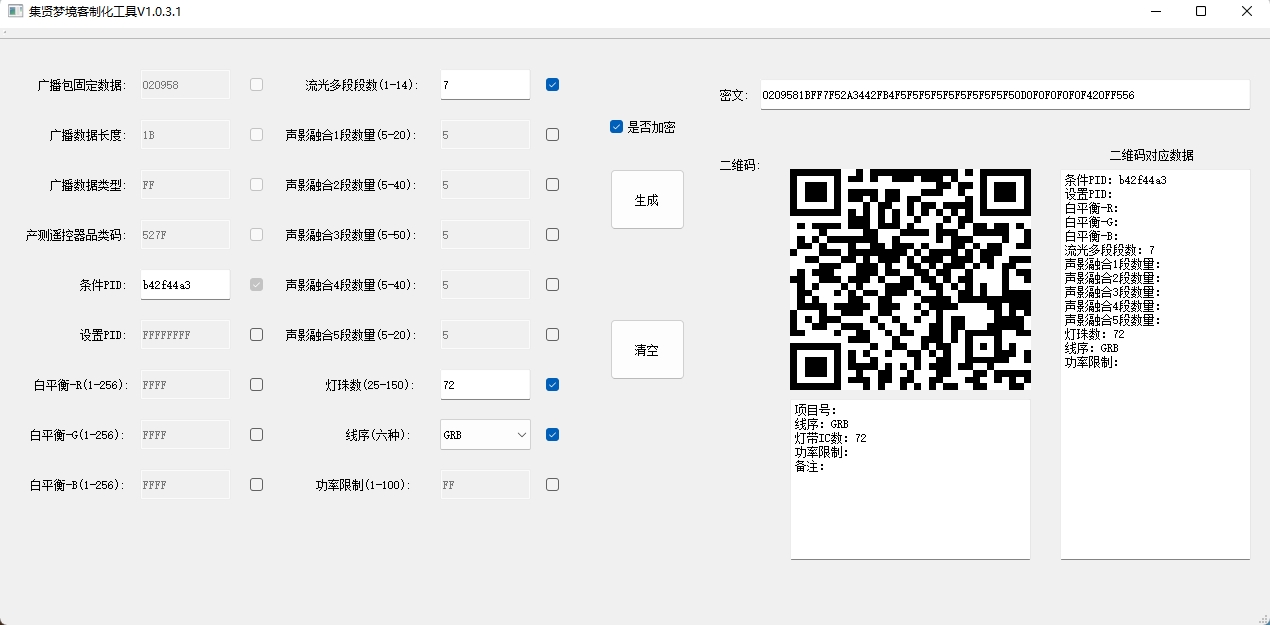 集贤梦境客制化工具V1.0.3.1
广播包固定数据: 020958
流光多段段数(1-14): 7
密文: 0209581BFF7F52A3442FB4F5F5F5F5F5F5F5F5F5F50D0F0F0F0F0F420FF556
广播数据长度: 1B
声影融合1段数量(5-20): 5
是否加密
广播数据类型: FF
声影融合2段数量(5-40): 5
产测遥控器品类码: 527F
声影融合3段数量(5-50): 5
条件PID: b42f44a3
声影融合4段数量(5-40): 5
设置PID: FFFFFFFF
声影融合5段数量(5-20): 5
白平衡-R(1-256): FFFF
灯珠数(25-150): 72
白平衡-G(1-256): FFFF
线序(六种): GRB
白平衡-B(1-256): FFFF
功率限制(1-100): FF
生成
清空
二维码:
项目号:
线序: GRB
灯带IC数: 72
功率限制:
备注:
二维码对应数据
条件PID: b42f44a3
设置PID:
白平衡-R:
白平衡-G:
白平衡-B:
流光多段段数: 7
声影融合1段数量:
声影融合2段数量:
声影融合3段数量:
声影融合4段数量:
声影融合5段数量:
灯珠数: 72
线序: GRB
功率限制: